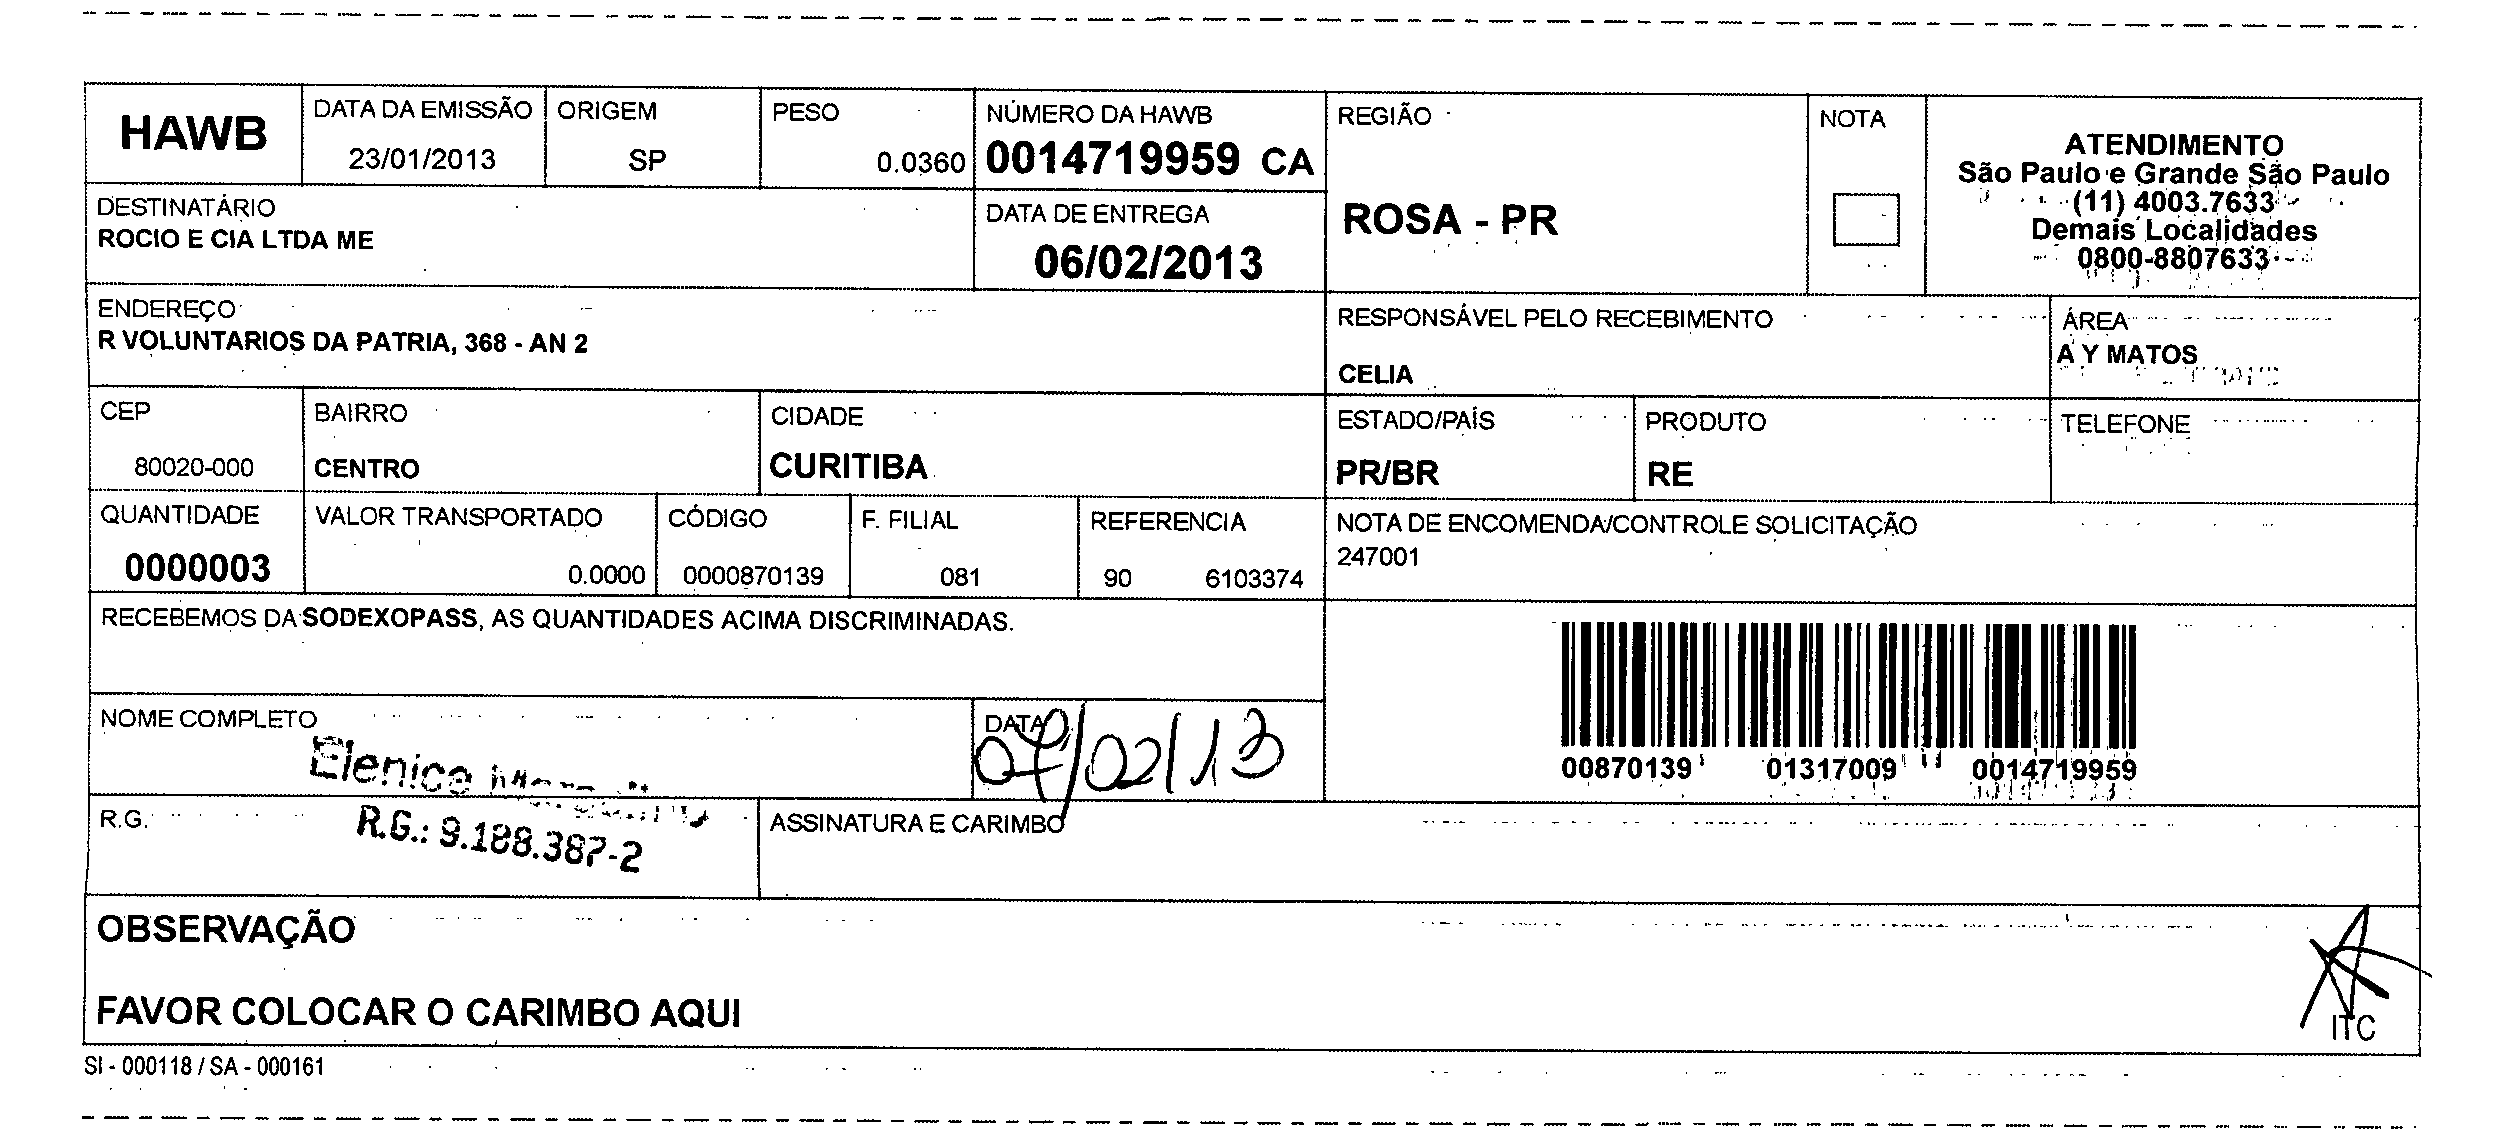 HAWB
DATA DA EMISSÃO
23/01/2013
ORIGEM
SP
PESO
0.0360
NÚMERO DA HAWB
0014719959 CA
REGIÃO
ROSA - PR
NOTA
ATENDIMENTO
São Paulo e Grande São Paulo
(11) 4003.7633
Demais Localidades
0800-8807633
DESTINATÁRIO
ROCIO E CIA LTDA ME
DATA DE ENTREGA
06/02/2013
ENDEREÇO
R VOLUNTARIOS DA PATRIA, 368 - AN 2
RESPONSÁVEL PELO RECEBIMENTO
CELIA
ÁREA
A Y MATOS
CEP
80020-000
BAIRRO
CENTRO
CIDADE
CURITIBA
ESTADO/PAÍS
PR/BR
PRODUTO
RE
TELEFONE
QUANTIDADE
0000003
VALOR TRANSPORTADO
0.0000
CÓDIGO
0000870139
F. FILIAL
081
REFERENCIA
90 6103374
NOTA DE ENCOMENDA/CONTROLE SOLICITAÇÃO
247001
RECEBEMOS DA SODEXOPASS, AS QUANTIDADES ACIMA DISCRIMINADAS.
00870139 01317009 0014719959
NOME COMPLETO
Elenice
DATA
07/02/13
R.G.
R.G.: 9.188.387-2
ASSINATURA E CARIMBO
OBSERVAÇÃO
FAVOR COLOCAR O CARIMBO AQUI
ITC
SI - 000118 / SA - 000161